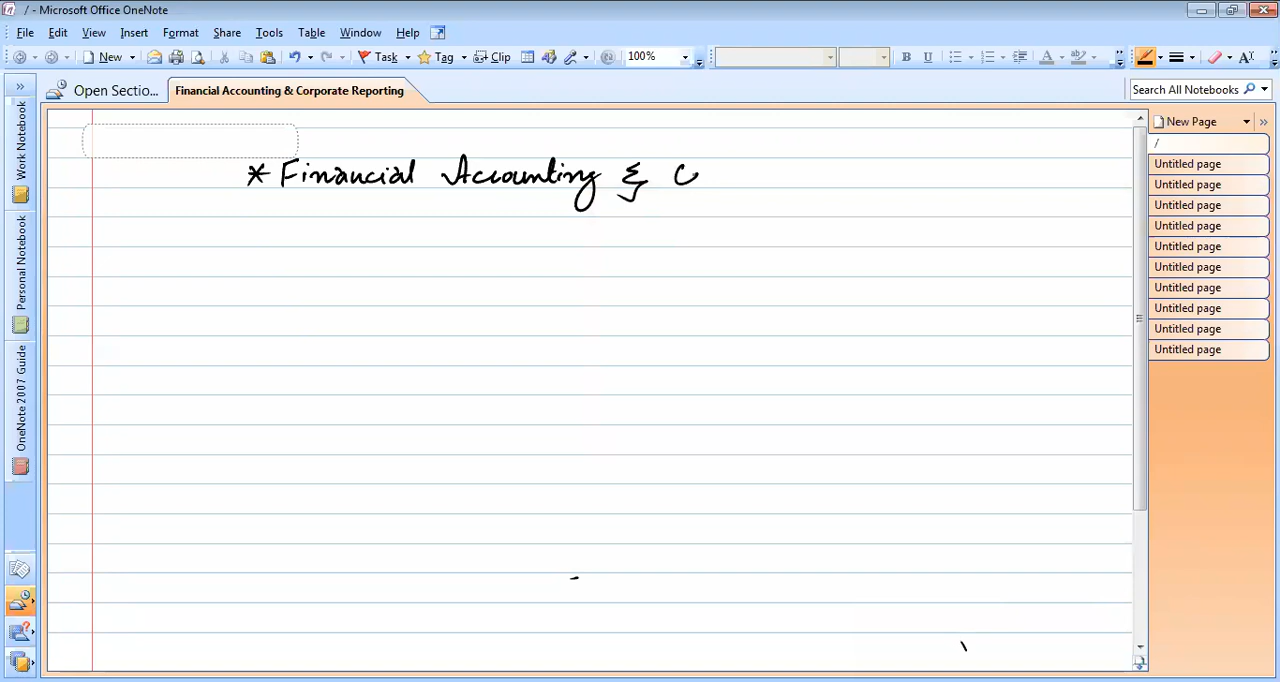 / - Microsoft Office OneNote
File Edit View Insert Format Share Tools Table Window Help
New Task Tag Clip 100% B U A A
Open Sectio... Financial Accounting & Corporate Reporting Search All Notebooks
New Page
/
Untitled page
Untitled page
Untitled page
Untitled page
Untitled page
Untitled page
Untitled page
Untitled page
Untitled page
Untitled page
Work Notebook
Personal Notebook
OneNote 2007 Guide
* Financial Accounting & C